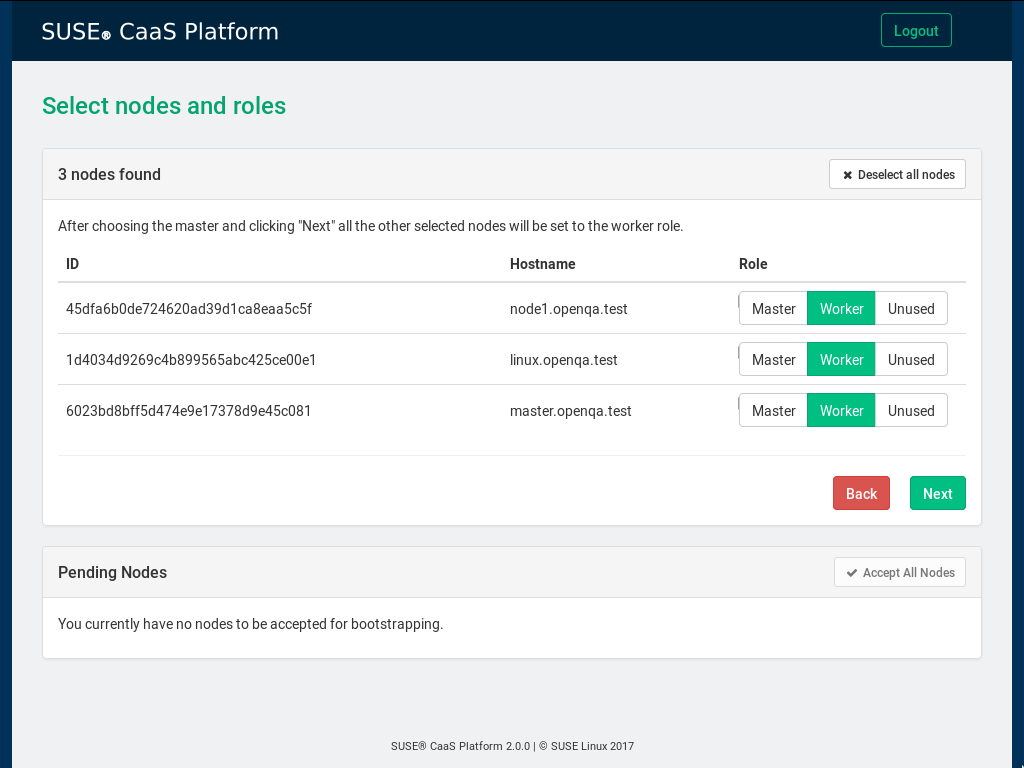 SUSE® CaaS Platform
Logout
Select nodes and roles
3 nodes found
Deselect all nodes
After choosing the master and clicking "Next" all the other selected nodes will be set to the worker role.
ID Hostname Role
45dfa6b0de724620ad39d1ca8eaa5c5f node1.openqa.test Master Worker Unused
1d4034d9269c4b899565abc425ce00e1 linux.openqa.test Master Worker Unused
6023bd8bff5d474e9e17378d9e45c081 master.openqa.test Master Worker Unused
Back Next
Pending Nodes
Accept All Nodes
You currently have no nodes to be accepted for bootstrapping.
SUSE® CaaS Platform 2.0.0 | © SUSE Linux 2017